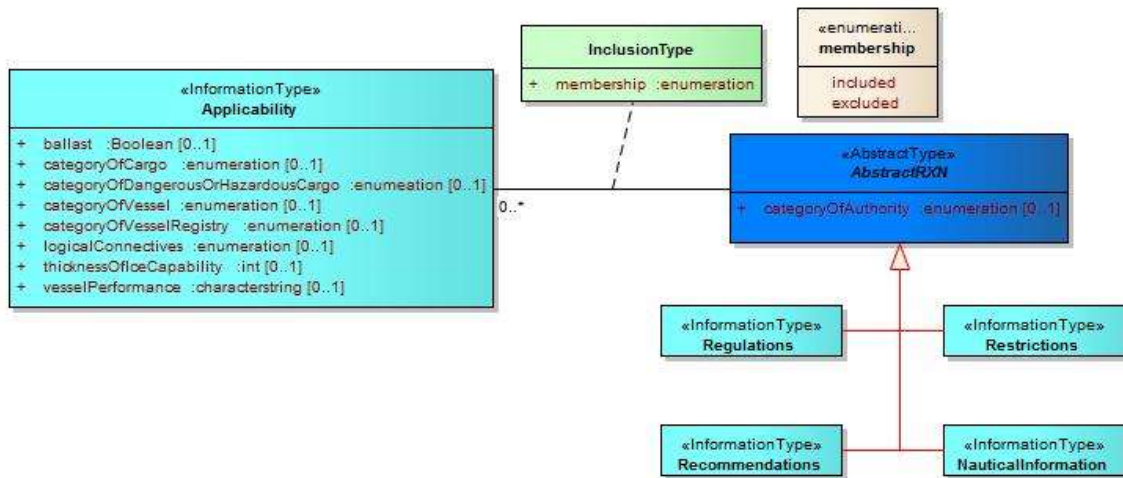 «InformationType»
Applicability
+ ballast :Boolean [0..1]
+ categoryOfCargo :enumeration [0..1]
+ categoryOfDangerousOrHazardousCargo :enumeation [0..1]
+ categoryOfVessel :enumeration [0..1]
+ categoryOfVesselRegistry :enumeration [0..1]
+ logicalConnectives :enumeration [0..1]
+ thicknessOfIceCapability :int [0..1]
+ vesselPerformance :characterstring [0..1]
InclusionType
+ membership :enumeration
«enumerati...
membership
included
excluded
0..*
«AbstractType»
AbstractRXN
+ categoryOfAuthority :enumeration [0..1]
«InformationType»
Regulations
«InformationType»
Restrictions
«InformationType»
Recommendations
«InformationType»
NauticalInformation